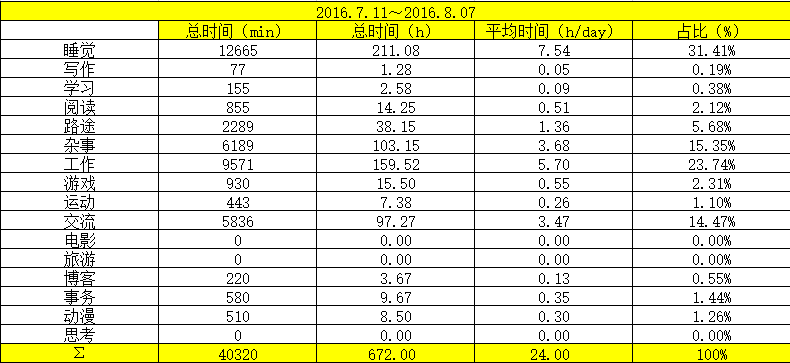 2016.7.11～2016.8.07
总时间(min) 总时间(h) 平均时间(h/day) 占比(%)
睡觉 12665 211.08 7.54 31.41%
写作 77 1.28 0.05 0.19%
学习 155 2.58 0.09 0.38%
阅读 855 14.25 0.51 2.12%
路途 2289 38.15 1.36 5.68%
杂事 6189 103.15 3.68 15.35%
工作 9571 159.52 5.70 23.74%
游戏 930 15.50 0.55 2.31%
运动 443 7.38 0.26 1.10%
交流 5836 97.27 3.47 14.47%
电影 0 0.00 0.00 0.00%
旅游 0 0.00 0.00 0.00%
博客 220 3.67 0.13 0.55%
事务 580 9.67 0.35 1.44%
动漫 510 8.50 0.30 1.26%
思考 0 0.00 0.00 0.00%
Σ 40320 672.00 24.00 100%